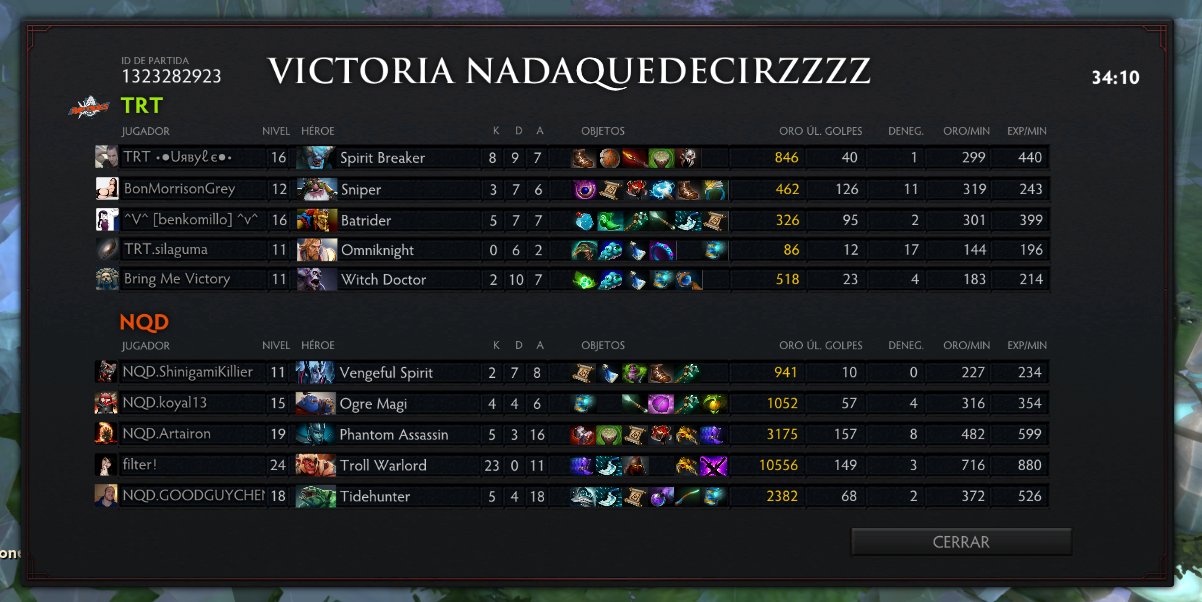 ID DE PARTIDA
1323282923
VICTORIA NADAQUEDECIRZZZZ
34:10
TRT
JUGADOR NIVEL HÉROE K D A OBJETOS ORO ÚL. GOLPES DENEG. ORO/MIN EXP/MIN
TRT •●Uявyℓє●• 16 Spirit Breaker 8 9 7 846 40 1 299 440
BonMorrisonGrey 12 Sniper 3 7 6 462 126 11 319 243
^V^ [benkomillo] ^v^ 16 Batrider 5 7 7 326 95 2 301 399
TRT.silaguma 11 Omniknight 0 6 2 86 12 17 144 196
Bring Me Victory 11 Witch Doctor 2 10 7 518 23 4 183 214
NQD
JUGADOR NIVEL HÉROE K D A OBJETOS ORO ÚL. GOLPES DENEG. ORO/MIN EXP/MIN
NQD.ShinigamiKillier 11 Vengeful Spirit 2 7 8 941 10 0 227 234
NQD.koyal13 15 Ogre Magi 4 4 6 1052 57 4 316 354
NQD.Artairon 19 Phantom Assassin 5 3 16 3175 157 8 482 599
filter! 24 Troll Warlord 23 0 11 10556 149 3 716 880
NQD.GOODGUYCHEN 18 Tidehunter 5 4 18 2382 68 2 372 526
CERRAR
one